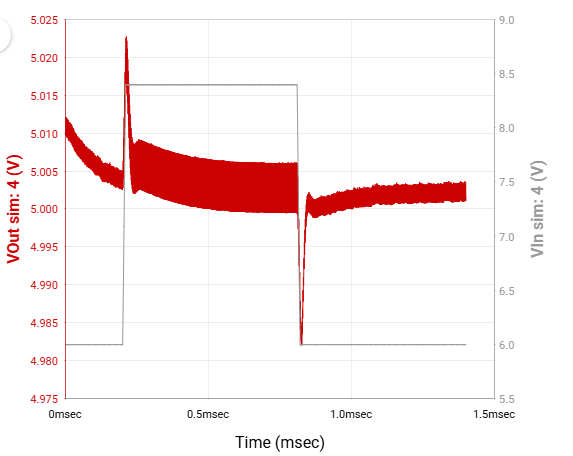 5.025
5.020
5.015
5.010
5.005
5.000
4.995
4.990
4.985
4.980
4.975
VOut sim: 4 (V)
9.0
8.5
8.0
7.5
7.0
6.5
6.0
5.5
VIn sim: 4 (V)
0msec
0.5msec
1.0msec
1.5msec
Time (msec)